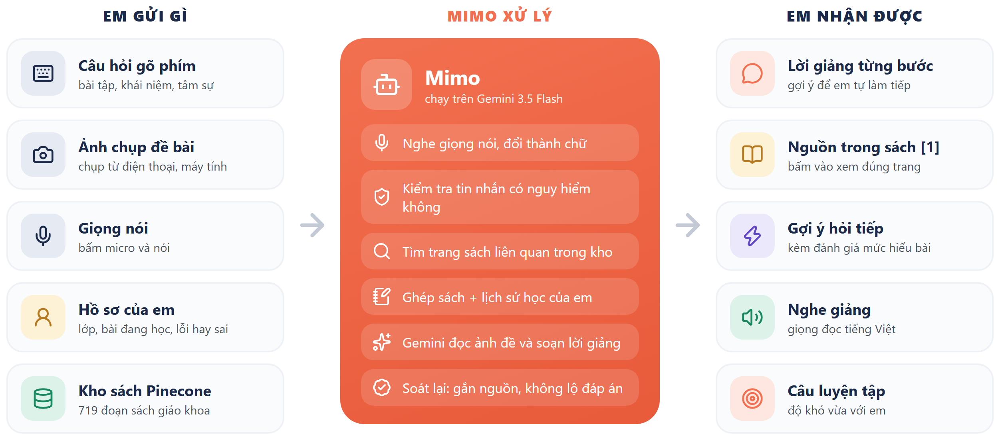 EM GỬI GÌ
Câu hỏi gõ phím
bài tập, khái niệm, tâm sự
Ảnh chụp đề bài
chụp từ điện thoại, máy tính
Giọng nói
bấm micro và nói
Hồ sơ của em
lớp, bài đang học, lỗi hay sai
Kho sách Pinecone
719 đoạn sách giáo khoa
MIMO XỬ LÝ
Mimo
chạy trên Gemini 3.5 Flash
Nghe giọng nói, đổi thành chữ
Kiểm tra tin nhắn có nguy hiểm
không
Tìm trang sách liên quan trong kho
Ghép sách + lịch sử học của em
Gemini đọc ảnh đề và soạn lời giảng
Soát lại: gắn nguồn, không lộ đáp án
EM NHẬN ĐƯỢC
Lời giảng từng bước
gợi ý để em tự làm tiếp
Nguồn trong sách [1]
bấm vào xem đúng trang
Gợi ý hỏi tiếp
kèm đánh giá mức hiểu bài
Nghe giảng
giọng đọc tiếng Việt
Câu luyện tập
độ khó vừa với em